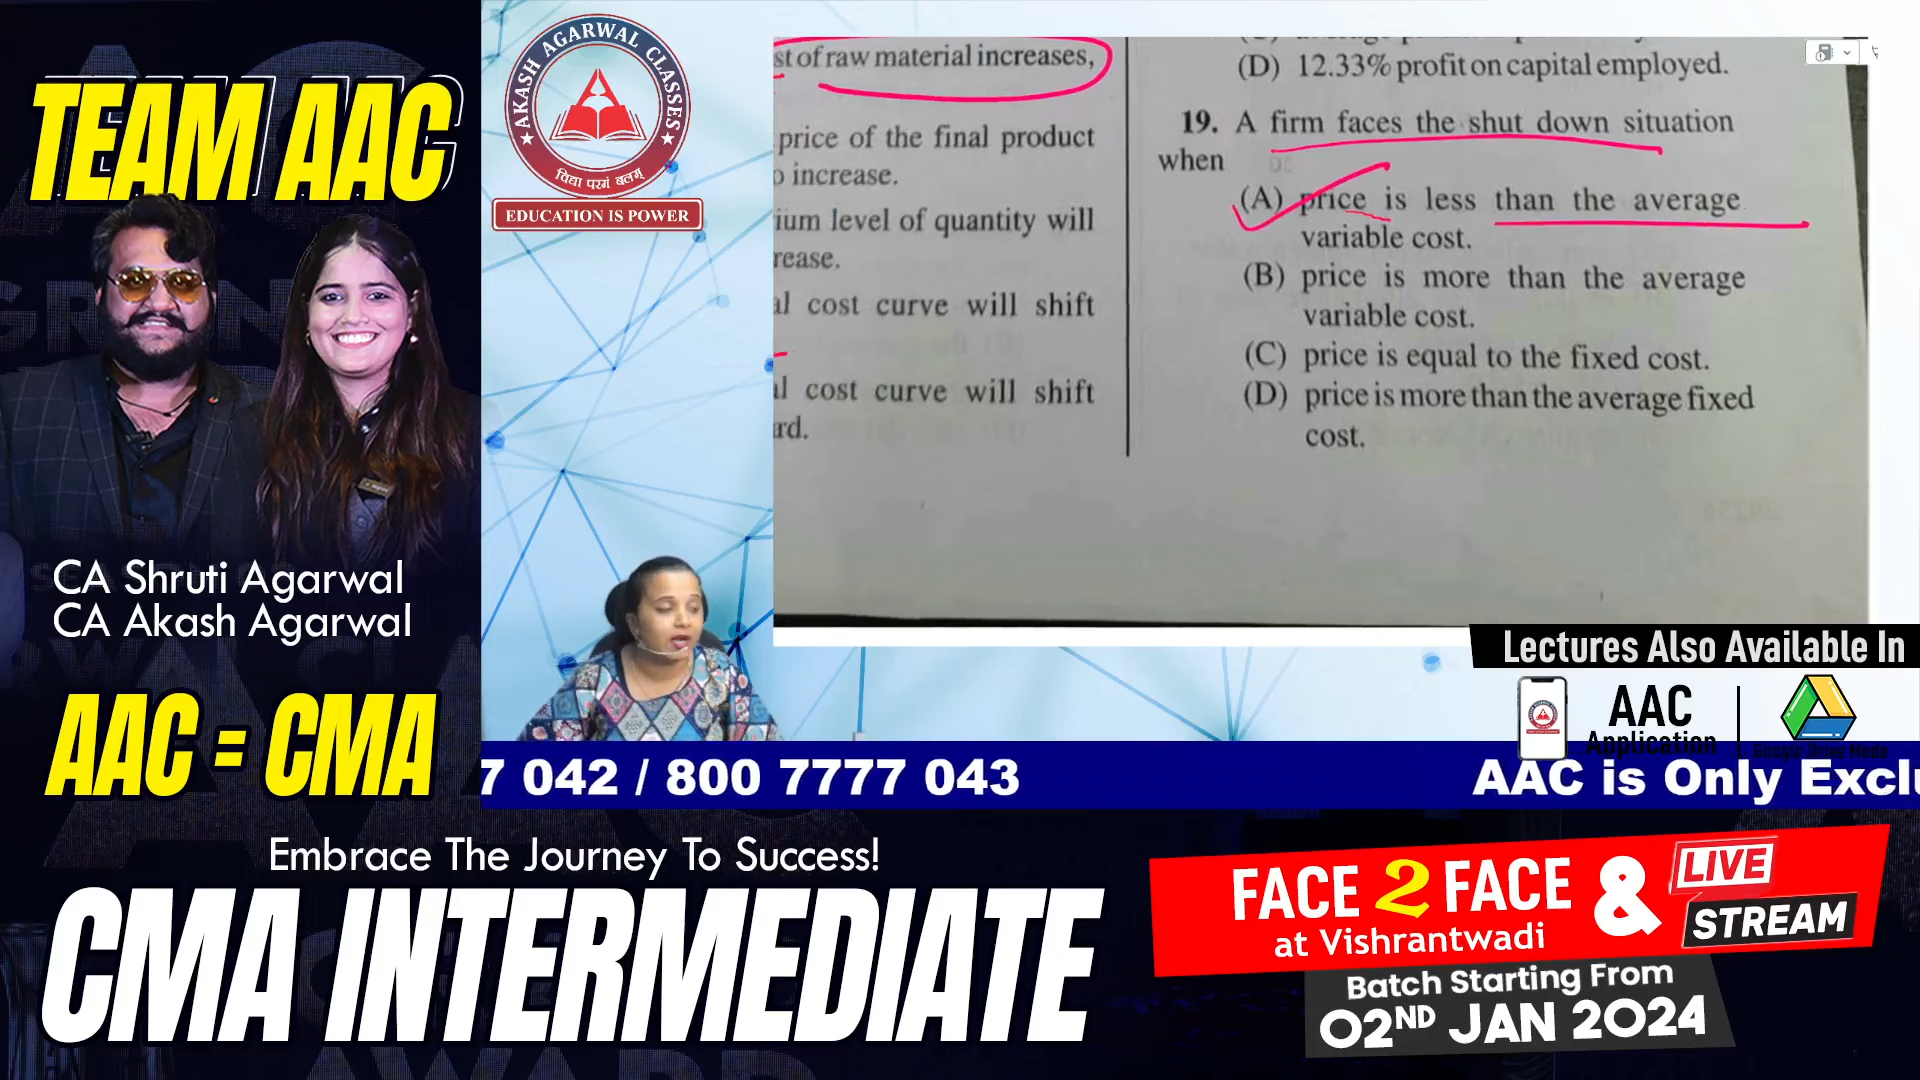 TEAM AAC
CA Shruti Agarwal
CA Akash Agarwal
AAC = CMA
AKASH AGARWAL CLASSES
विद्या परमं बलम्
EDUCATION IS POWER
st of raw material increases,
price of the final product
o increase.
ium level of quantity will
rease.
al cost curve will shift
al cost curve will shift
rd.
(D) 12.33% profit on capital employed.
19. A firm faces the shut down situation
when
(A) price is less than the average
variable cost.
(B) price is more than the average
variable cost.
(C) price is equal to the fixed cost.
(D) price is more than the average fixed
cost.
Lectures Also Available In
AAC
Application
Google Drive Mode
7 042 / 800 7777 043
AAC is Only Exclu
Embrace The Journey To Success!
CMA INTERMEDIATE
FACE 2 FACE &
at Vishrantwadi
LIVE
STREAM
Batch Starting From
02ND JAN 2024